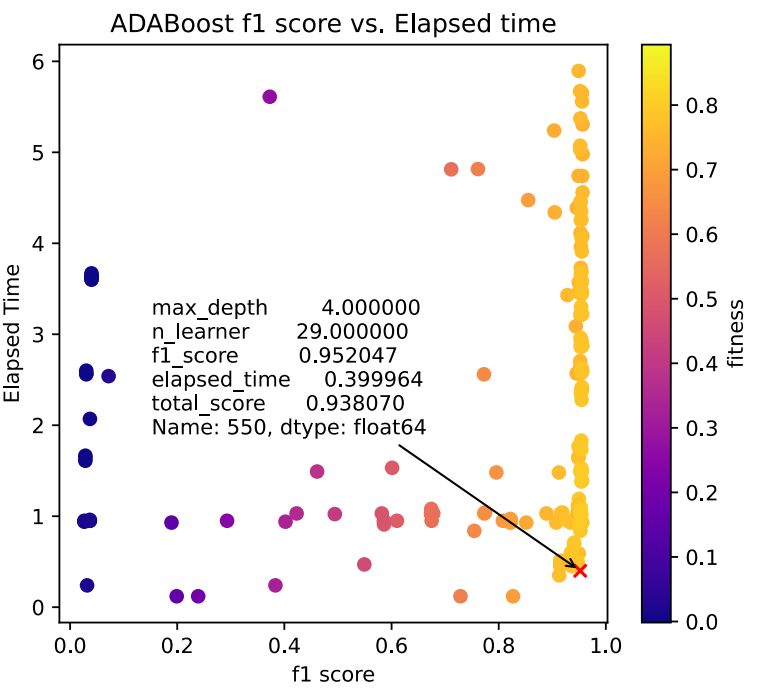 ADABoost f1 score vs. Elapsed time
6
5
4
3
2
1
0
Elapsed Time
max_depth 4.000000
n_learner 29.000000
f1_score 0.952047
elapsed_time 0.399964
total_score 0.938070
Name: 550, dtype: float64
0.0 0.2 0.4 0.6 0.8 1.0
f1 score
0.8
0.7
0.6
0.5
0.4
0.3
0.2
0.1
0.0
fitness